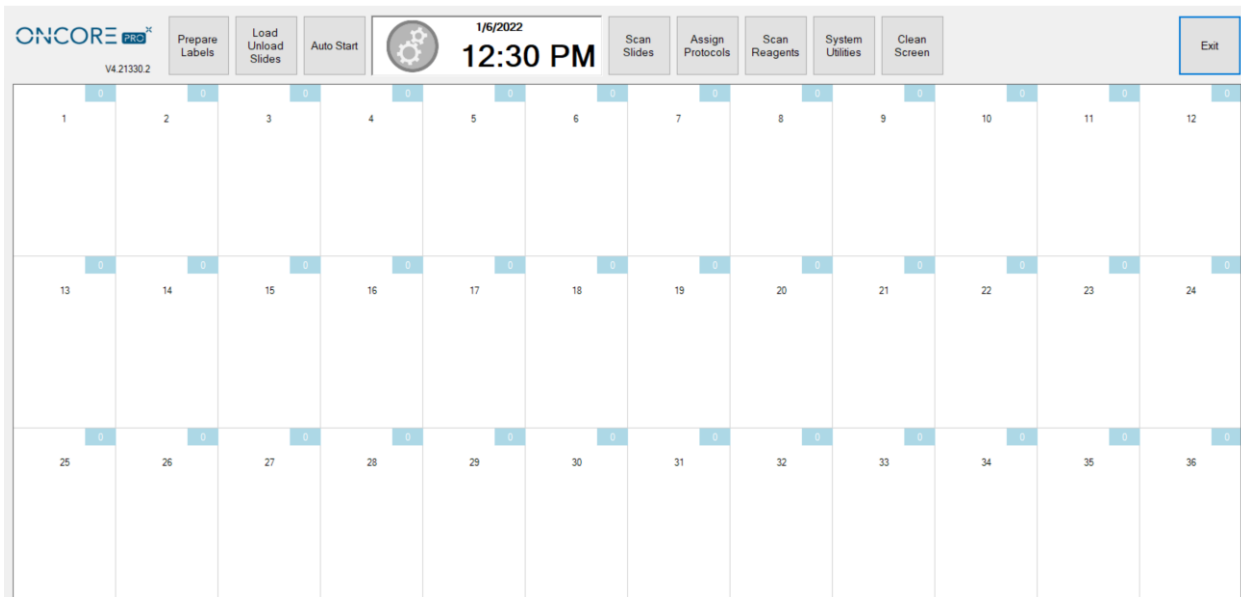 ONCORE PRO X
V4.21330.2
Prepare
Labels
Load
Unload
Slides
Auto Start
1/6/2022
12:30 PM
Scan
Slides
Assign
Protocols
Scan
Reagents
System
Utilities
Clean
Screen
Exit
0 0 0 0 0 0 0 0 0 0 0 0
1 2 3 4 5 6 7 8 9 10 11 12
0 0 0 0 0 0 0 0 0 0 0 0
13 14 15 16 17 18 19 20 21 22 23 24
0 0 0 0 0 0 0 0 0 0 0 0
25 26 27 28 29 30 31 32 33 34 35 36